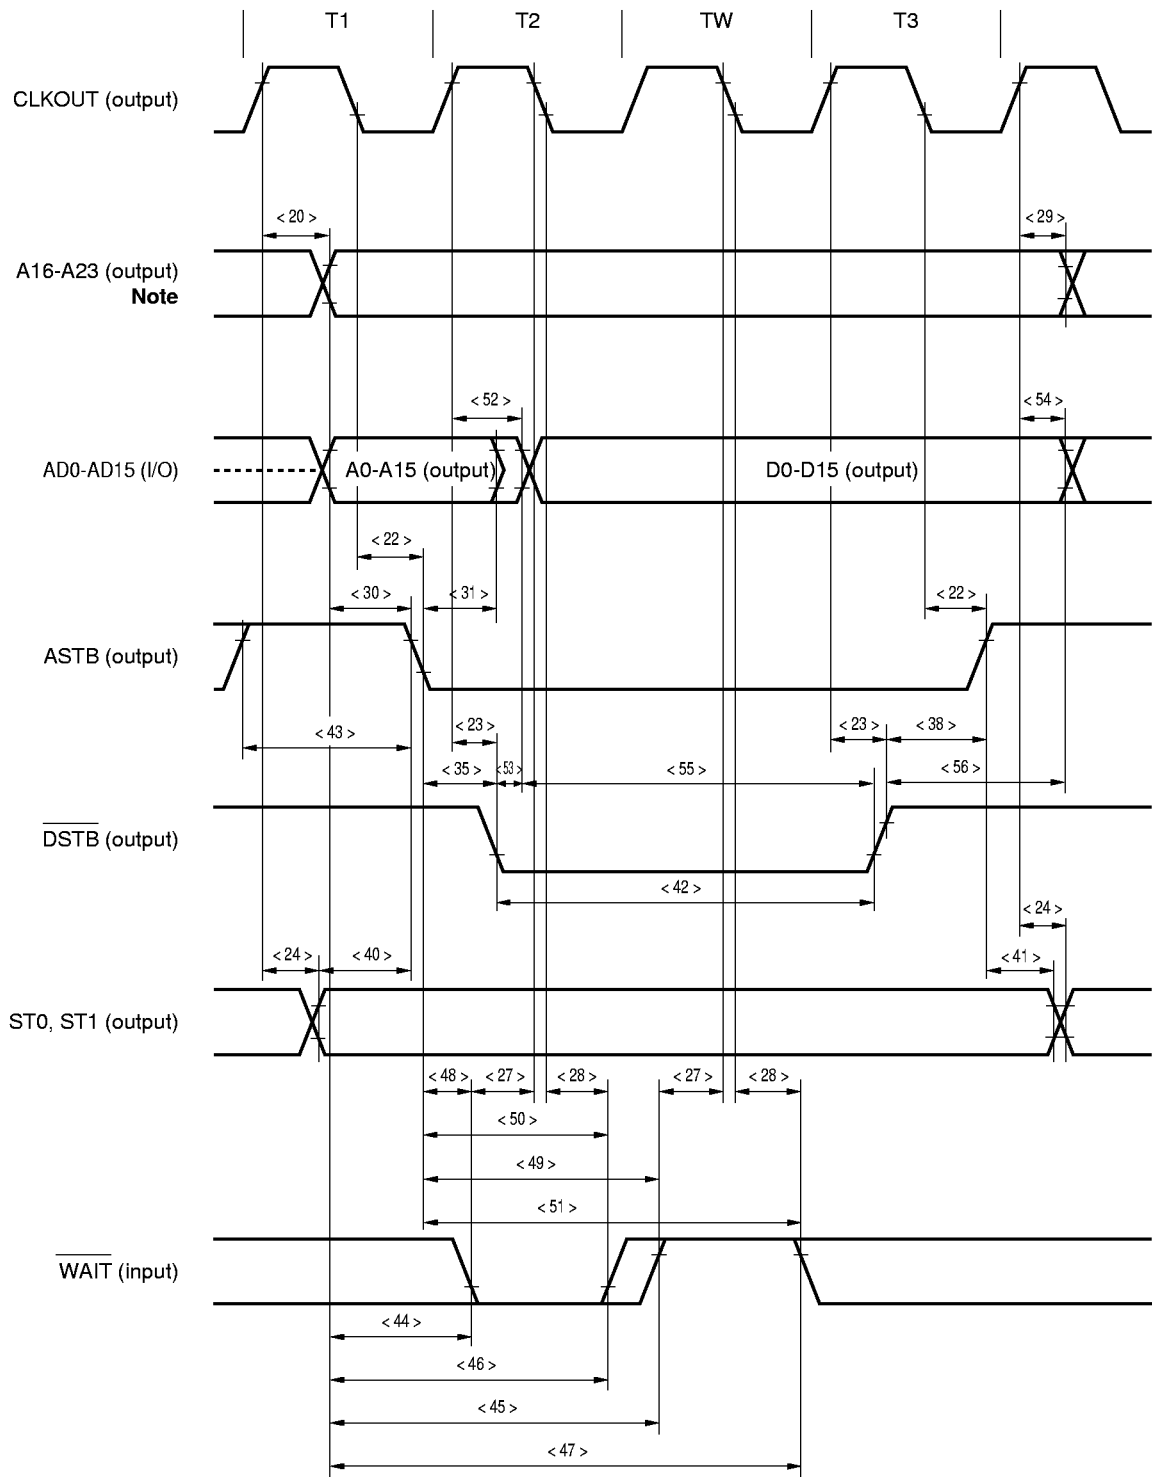 T1 T2 TW T3
CLKOUT (output)
< 20 > < 29 >
A16-A23 (output)
Note
< 52 > < 54 >
AD0-AD15 (I/O) A0-A15 (output) D0-D15 (output)
< 22 >
< 30 > < 31 > < 22 >
ASTB (output)
< 43 > < 23 > < 23 > < 38 >
< 35 > < 53 > < 55 > < 56 >
DSTB (output)
< 42 >
< 24 >
< 24 > < 40 > < 41 >
ST0, ST1 (output)
< 48 > < 27 > < 28 > < 27 > < 28 >
< 50 >
< 49 >
< 51 >
WAIT (input)
< 44 >
< 46 >
< 45 >
< 47 >